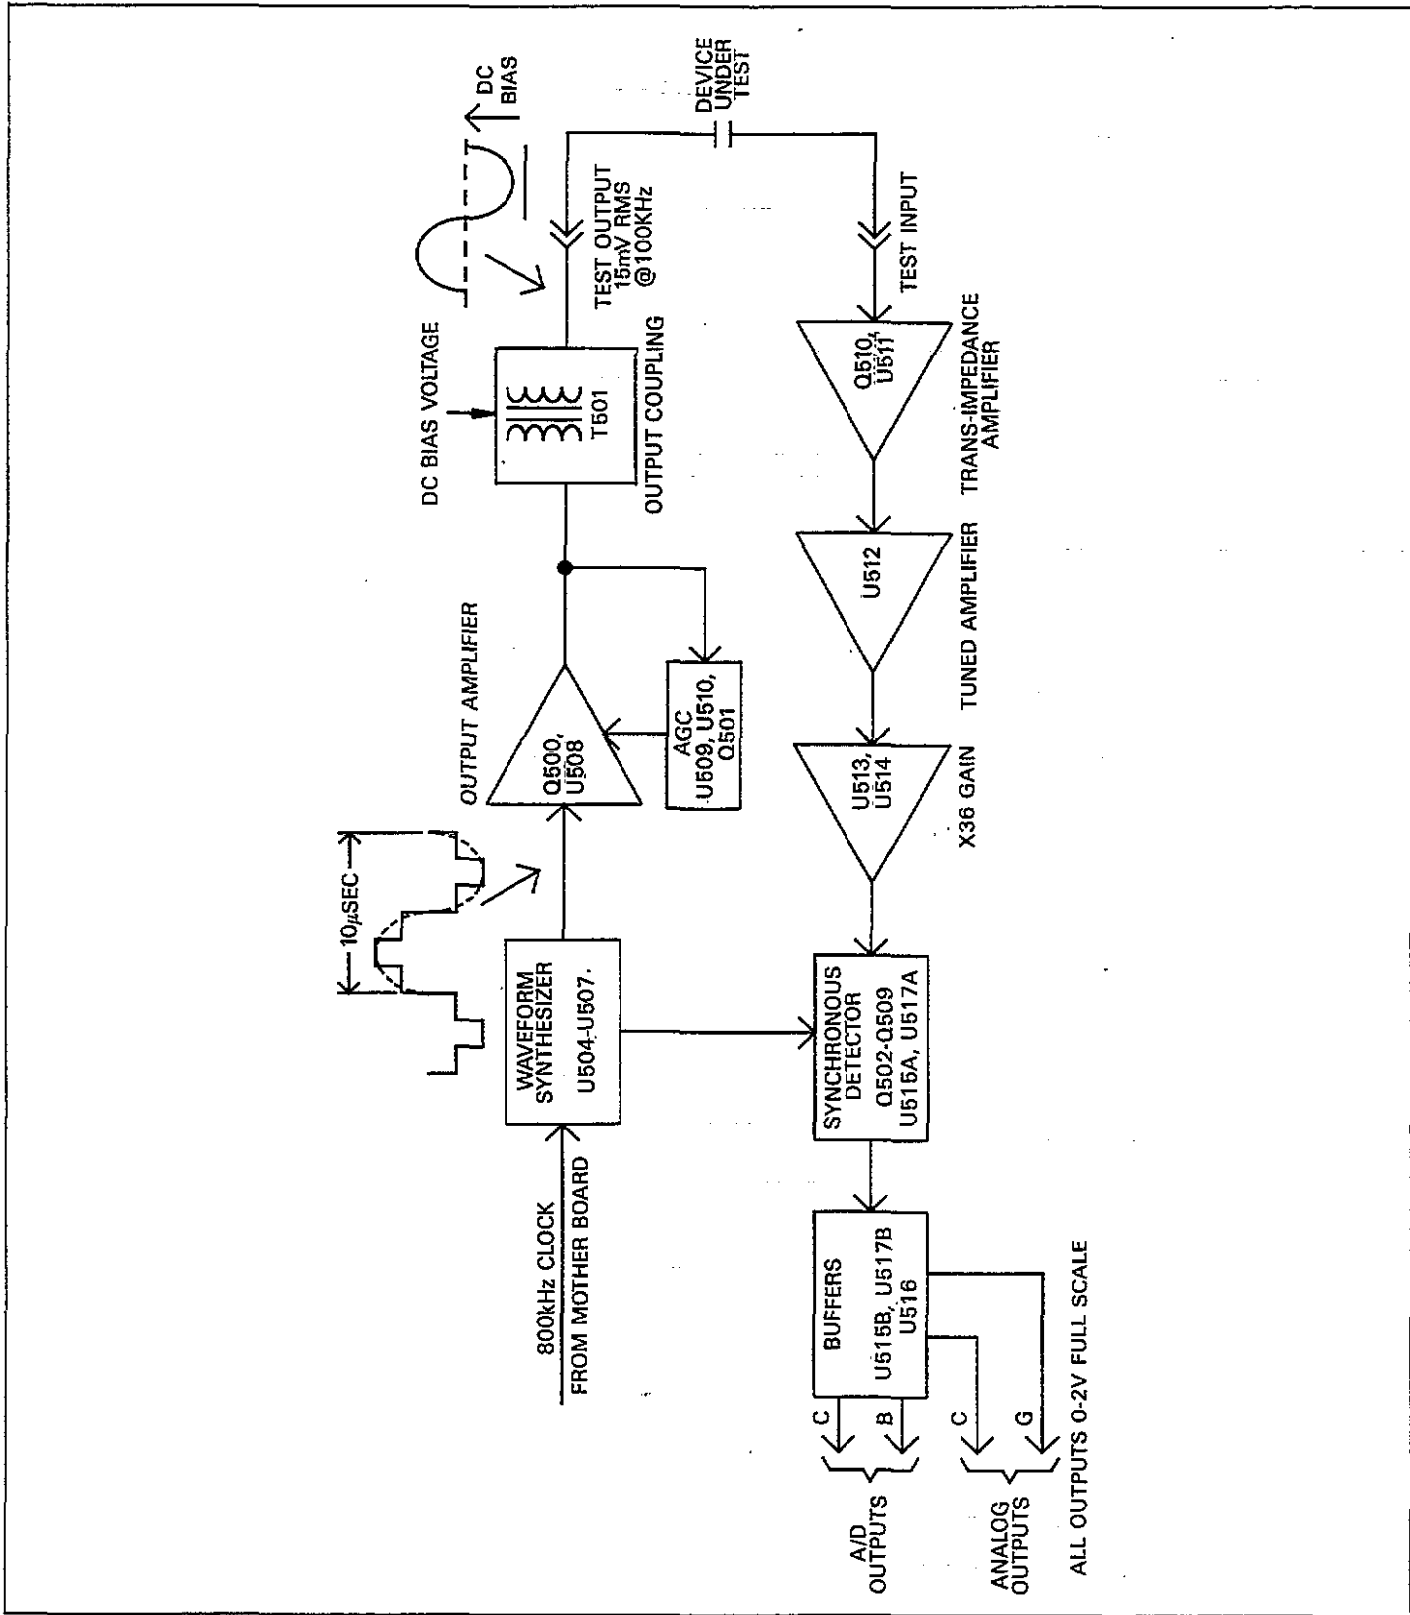 10µSEC
DC
BIAS
DC BIAS VOLTAGE
OUTPUT AMPLIFIER
800kHz CLOCK
FROM MOTHER BOARD
WAVEFORM
SYNTHESIZER
U504-U507.
Q500,
U508
AGC
U509, U510,
Q501
T501
OUTPUT COUPLING
TEST OUTPUT
15mV RMS
@100KHz
DEVICE
UNDER
TEST
A/D
OUTPUTS
C
B
ANALOG
OUTPUTS
C
G
BUFFERS
U515B, U517B
U516
SYNCHRONOUS
DETECTOR
Q502-Q509
U515A, U517A
U513,
U514
X36 GAIN
U512
TUNED AMPLIFIER
Q510,
U511
TRANS-IMPEDANCE
AMPLIFIER
TEST INPUT
ALL OUTPUTS 0-2V FULL SCALE